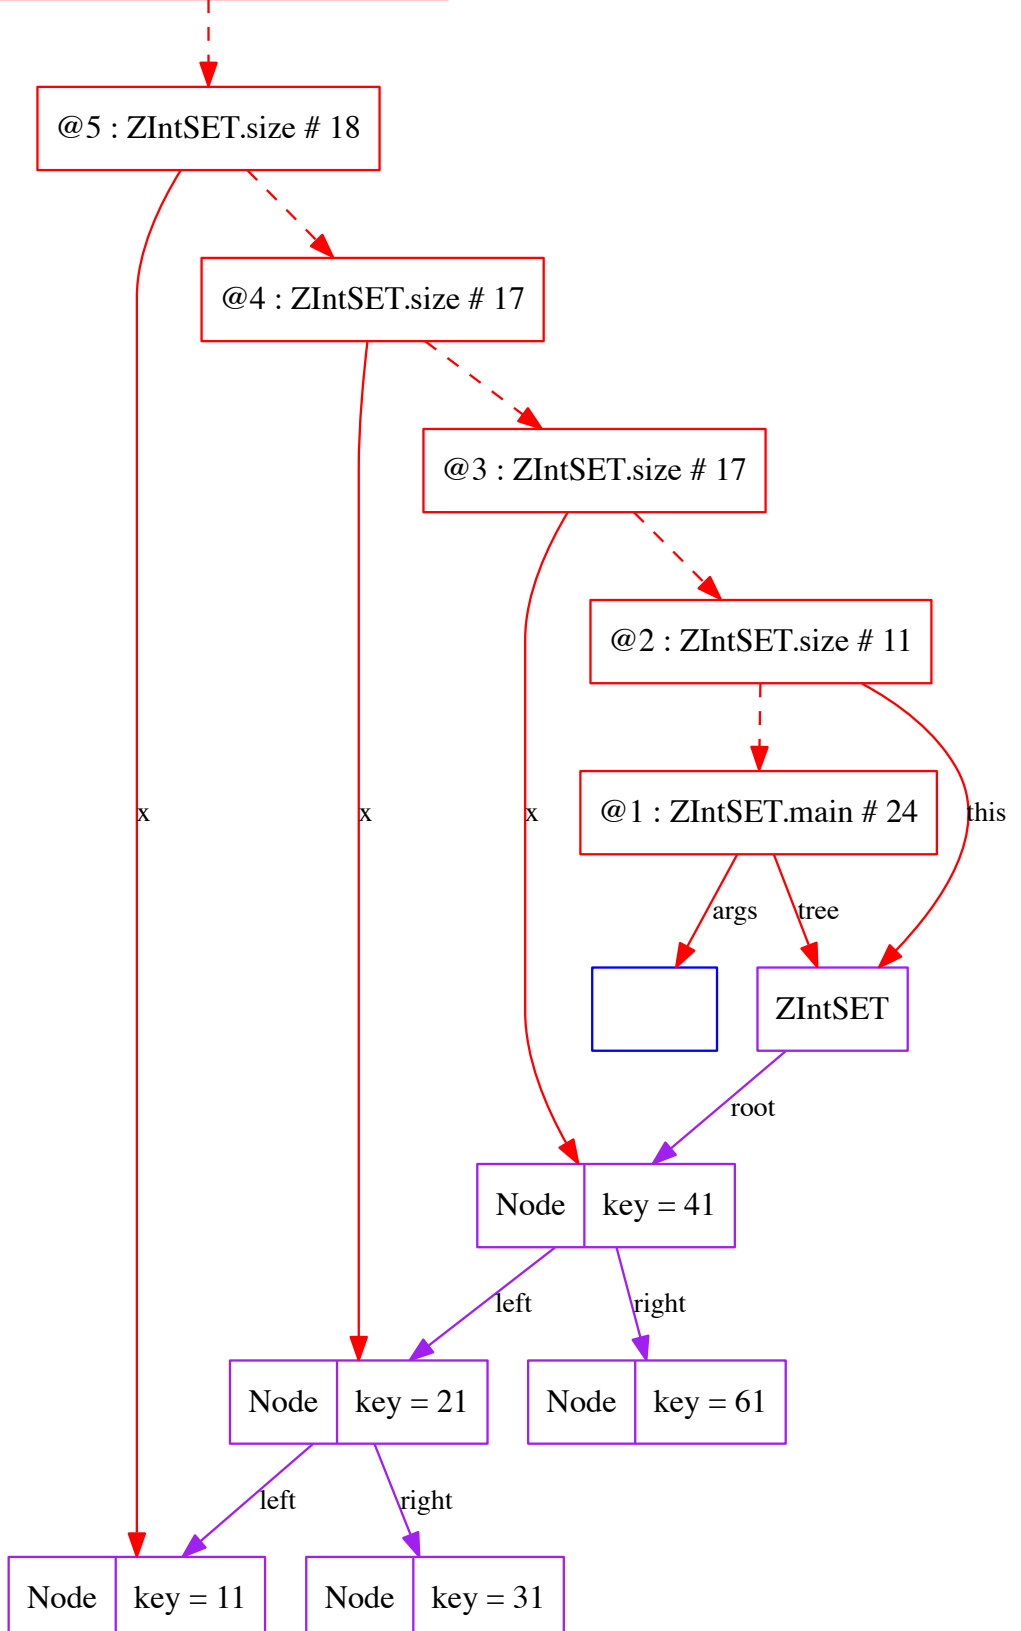 @5 : ZIntSET.size # 18
@4 : ZIntSET.size # 17
@3 : ZIntSET.size # 17
@2 : ZIntSET.size # 11
@1 : ZIntSET.main # 24
x
x
x
this
args
tree
ZIntSET
root
Node
key = 41
left
right
Node
key = 21
Node
key = 61
left
right
Node
key = 11
Node
key = 31